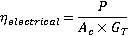 η_electrical = P / (A_c × G_T)